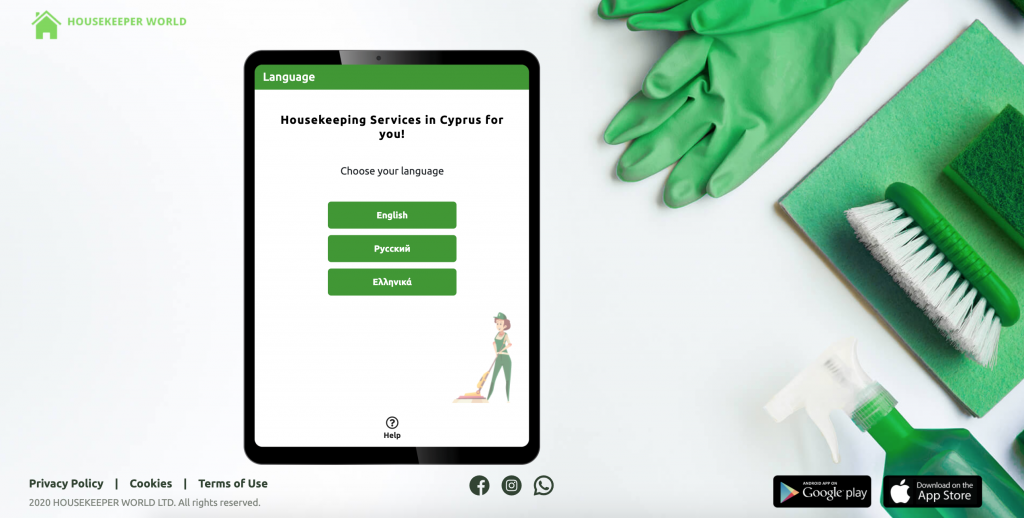 HOUSEKEEPER WORLD
Language
Housekeeping Services in Cyprus for
you!
Choose your language
English
Русский
Ελληνικά
Help
Privacy Policy | Cookies | Terms of Use
2020 HOUSEKEEPER WORLD LTD. All rights reserved.
ANDROID APP ON
Google play
Download on the
App Store